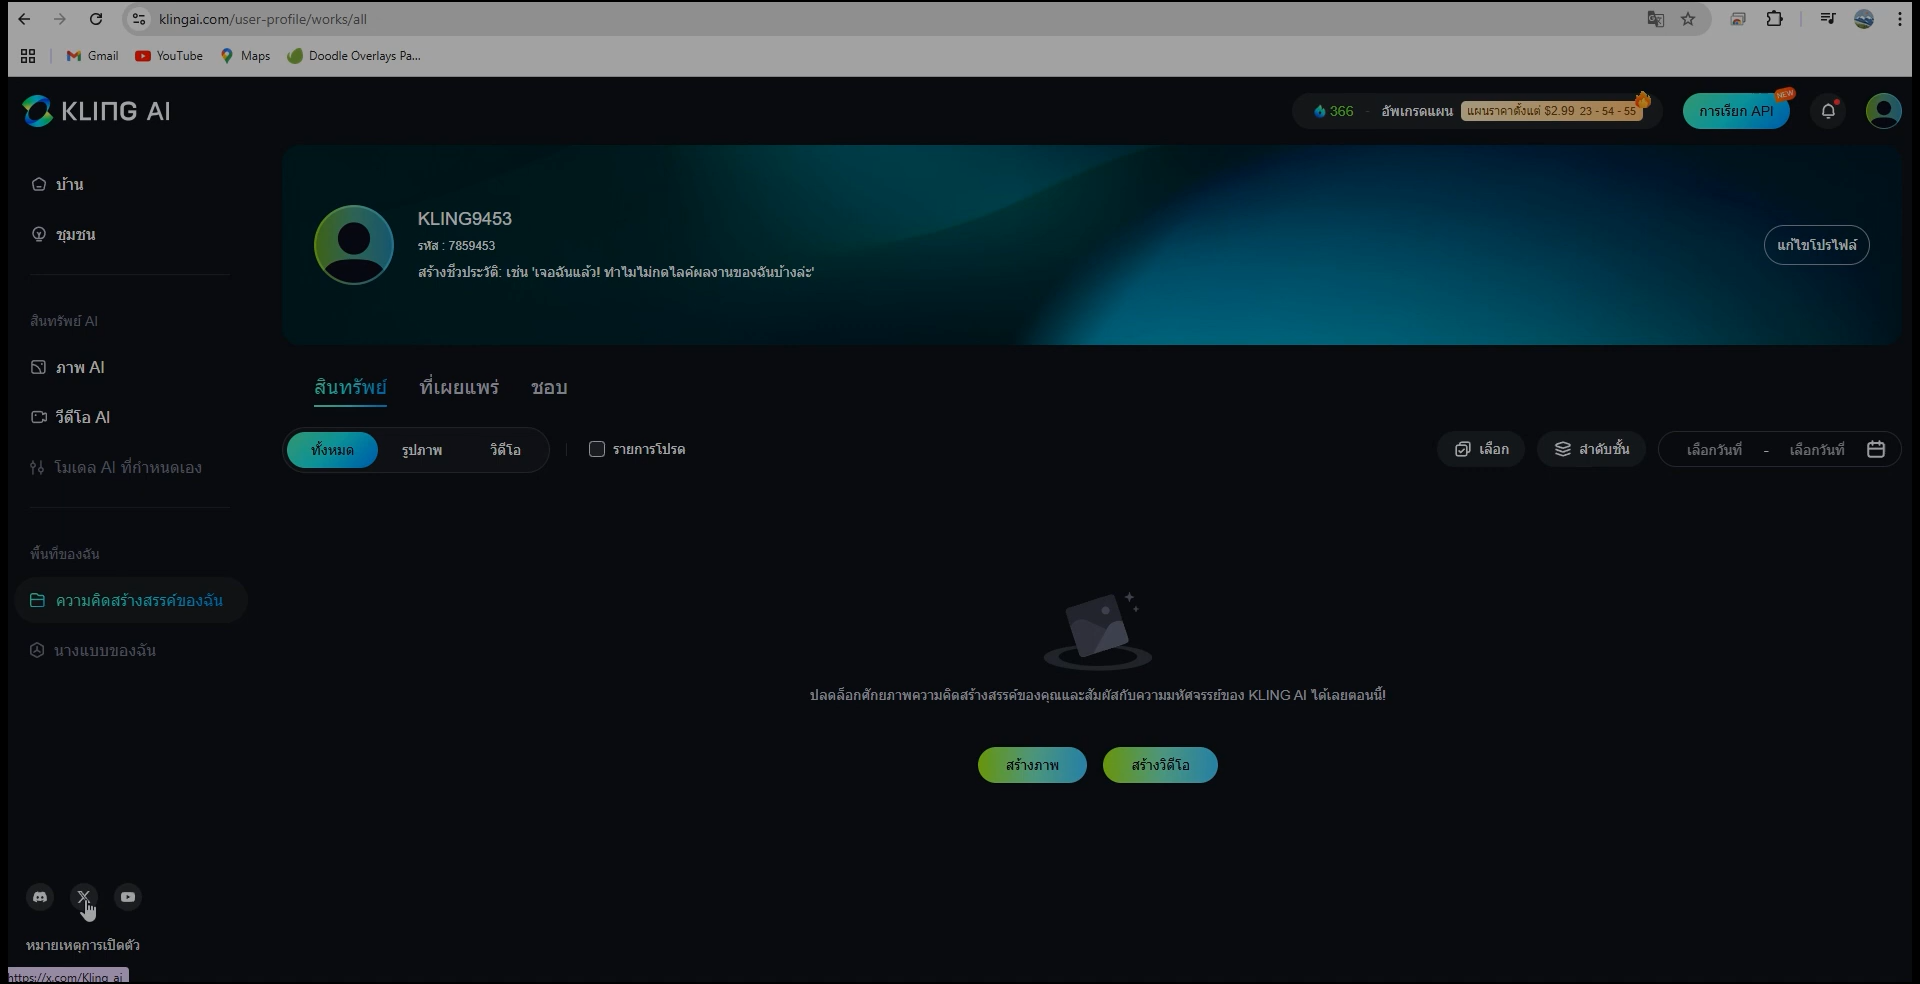 klingai.com/user-profile/works/all
Gmail YouTube Maps Doodle Overlays Pa...
KLING AI
366 - อัพเกรดแผน แผนราคาตั้งแต่ $2.99 23 - 54 - 55 การเรียก API NEW
บ้าน
ชุมชน
KLING9453
รหัส : 7859453
สร้างชีวประวัติ: เช่น 'เจอฉันแล้ว! ทำไมไม่กดไลค์ผลงานของฉันบ้างล่ะ'
แก้ไขโปรไฟล์
สินทรัพย์ AI
ภาพ AI
วีดีโอ AI
โมเดล AI ที่กำหนดเอง
สินทรัพย์ ที่เผยแพร่ ชอบ
ทั้งหมด รูปภาพ วิดีโอ รายการโปรด
เลือก ลำดับชั้น เลือกวันที่ - เลือกวันที่
พื้นที่ของฉัน
ความคิดสร้างสรรค์ของฉัน
นางแบบของฉัน
ปลดล็อกศักยภาพความคิดสร้างสรรค์ของคุณและสัมผัสกับความมหัศจรรย์ของ KLING AI ได้เลยตอนนี้!
สร้างภาพ สร้างวิดีโอ
หมายเหตุการเปิดตัว
https://x.com/Kling_ai